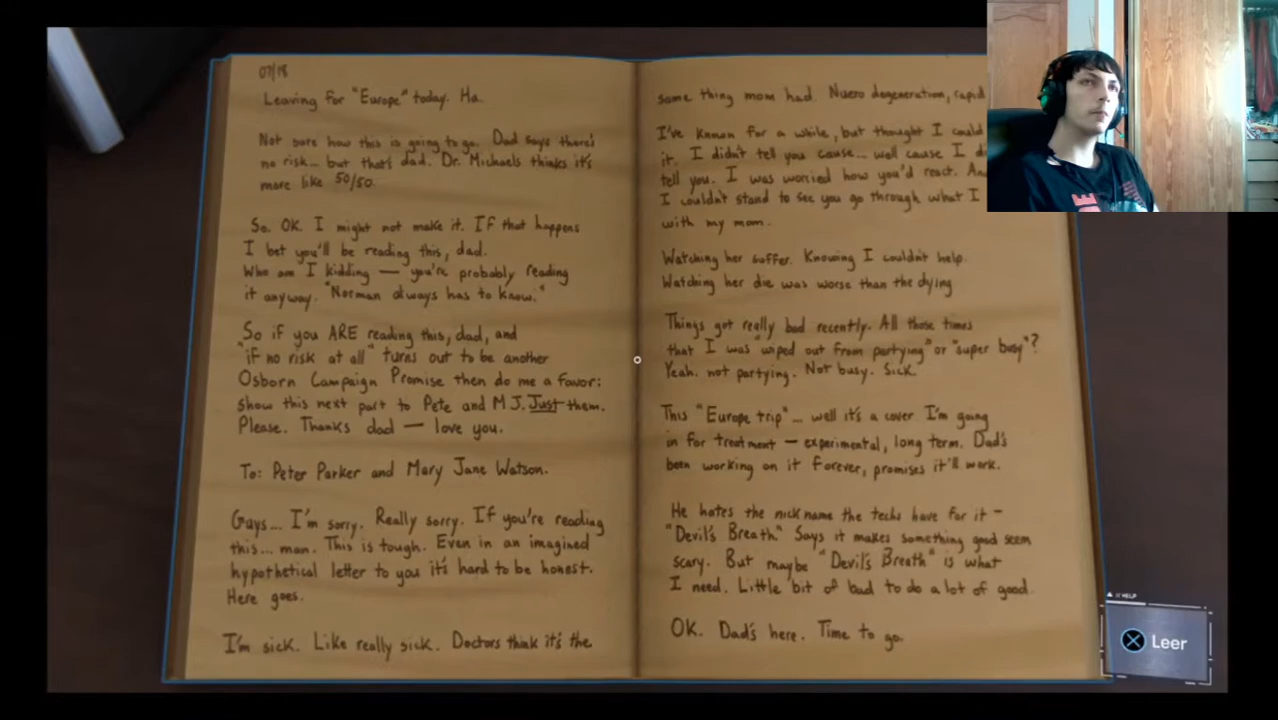 07/18
Leaving for "Europe" today. Ha.
Not sure how this is going to go. Dad says there's
no risk... but that's dad. Dr. Michaels thinks it's
more like 50/50.
So. OK. I might not make it. If that happens
I bet you'll be reading this, dad.
Who am I kidding — you're probably reading
it anyway. "Norman always has to know."
So if you ARE reading this, dad, and
"if no risk at all" turns out to be another
Osborn Campaign Promise then do me a favor:
show this next part to Pete and MJ. Just them.
Please. Thanks dad — love you.
To: Peter Parker and Mary Jane Watson.
Guys... I'm sorry. Really sorry. If you're reading
this... man. This is tough. Even in an imagined
hypothetical letter to you it's hard to be honest.
Here goes.
I'm sick. Like really sick. Doctors think it's the
same thing mom had. Nuero degeneration, rapid
I've known for a while, but thought I could
it. I didn't tell you cause... well cause I
tell you. I was worried how you'd react.
I couldn't stand to see you go through what I
with my mom.
Watching her suffer. Knowing I couldn't help.
Watching her die was worse than the dying
Things got really bad recently. All those times
that I was "wiped out from partying" or "super busy"?
Yeah. not partying. Not busy. Sick.
This "Europe trip"... well it's a cover. I'm going
in for treatment — experimental, long term. Dad's
been working on it forever, promises it'll work.
He hates the nickname the techs have for it –
"Devil's Breath." Says it makes something good seem
scary. But maybe "Devil's Breath" is what
I need. Little bit of bad to do a lot of good.
OK. Dad's here. Time to go.
HELP
Leer